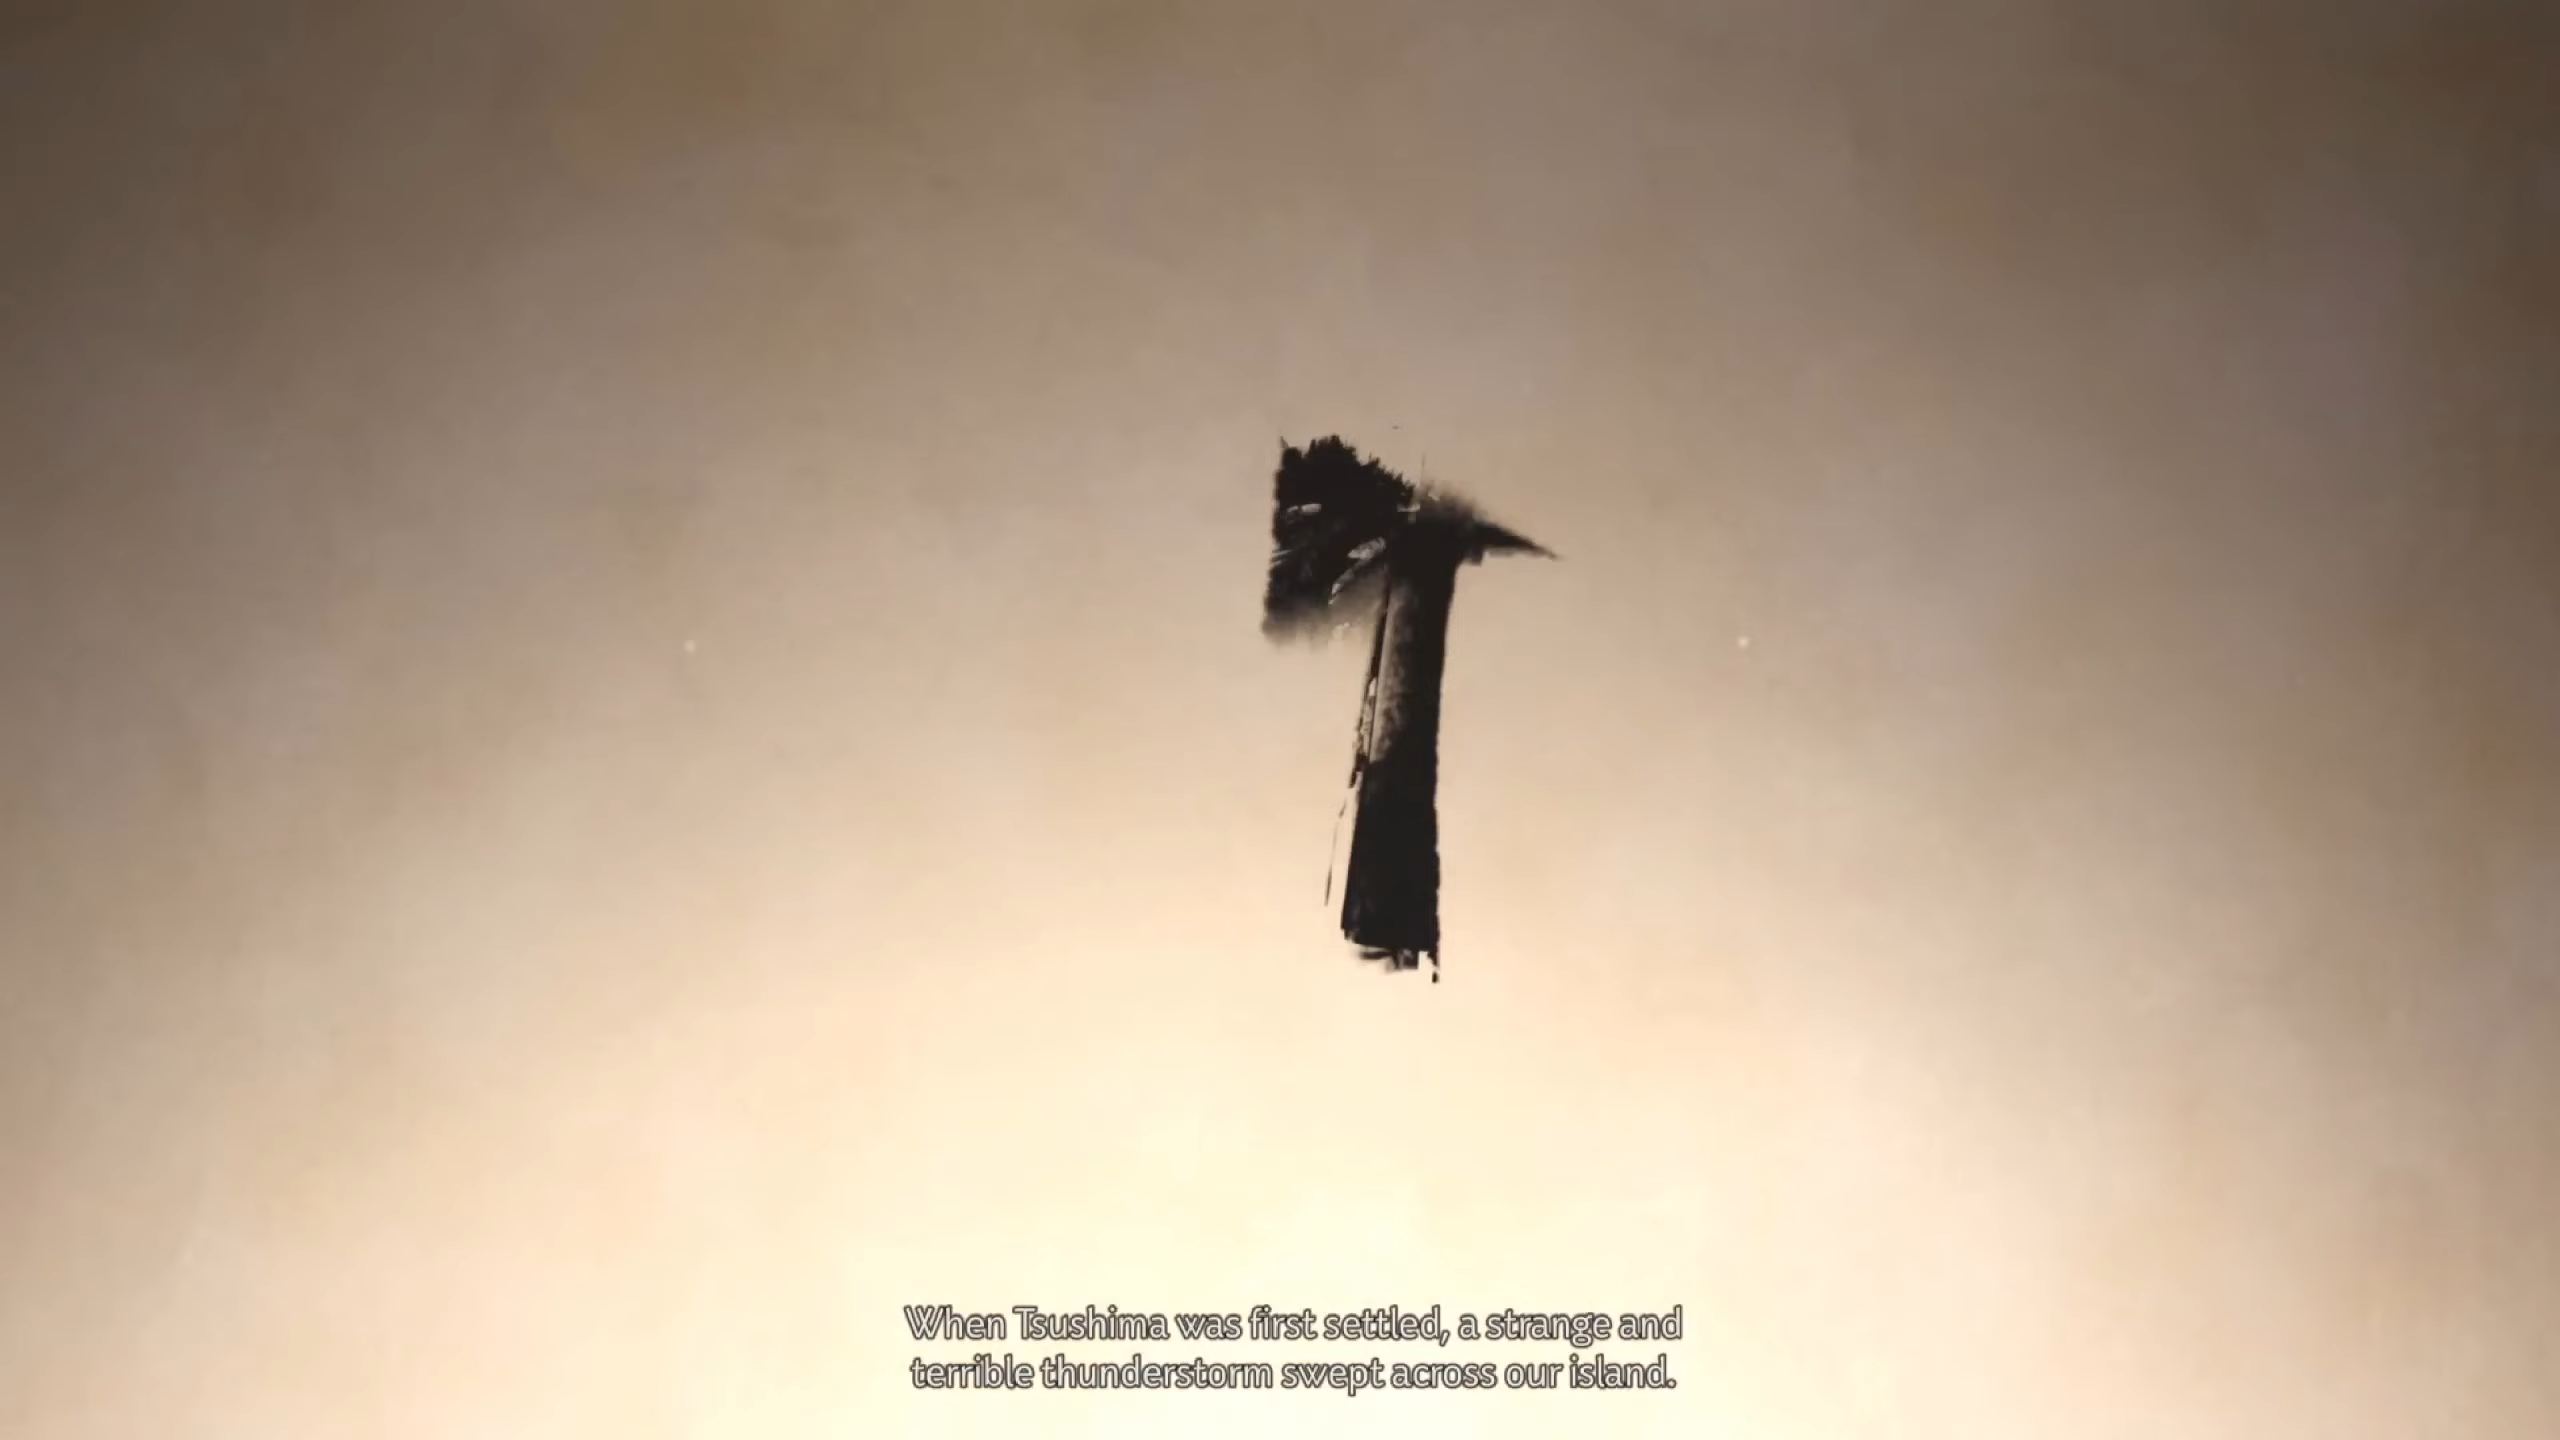 When Tsushima was first settled, a strange and
terrible thunderstorm swept across our island.